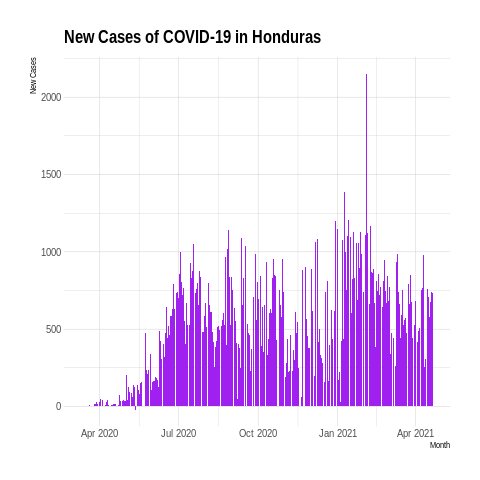 New Cases of COVID-19 in Honduras
New Cases
2000
1500
1000
500
0
Apr 2020 Jul 2020 Oct 2020 Jan 2021 Apr 2021
Month